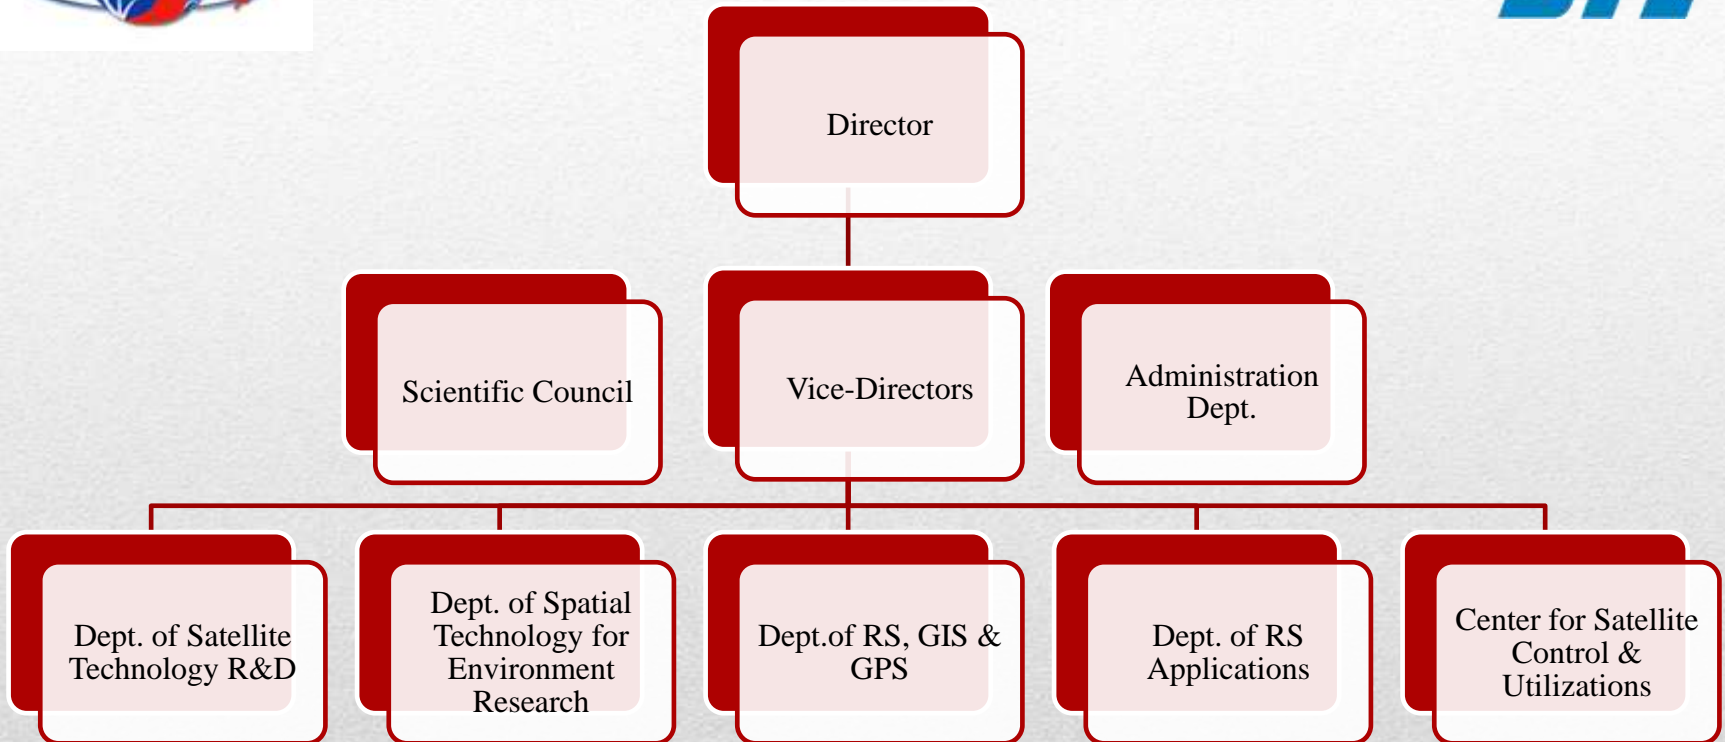 Director
Scientific Council
Vice-Directors
Administration
Dept.
Dept. of Satellite
Technology R&D
Dept. of Spatial
Technology for
Environment
Research
Dept.of RS, GIS &
GPS
Dept. of RS
Applications
Center for Satellite
Control &
Utilizations